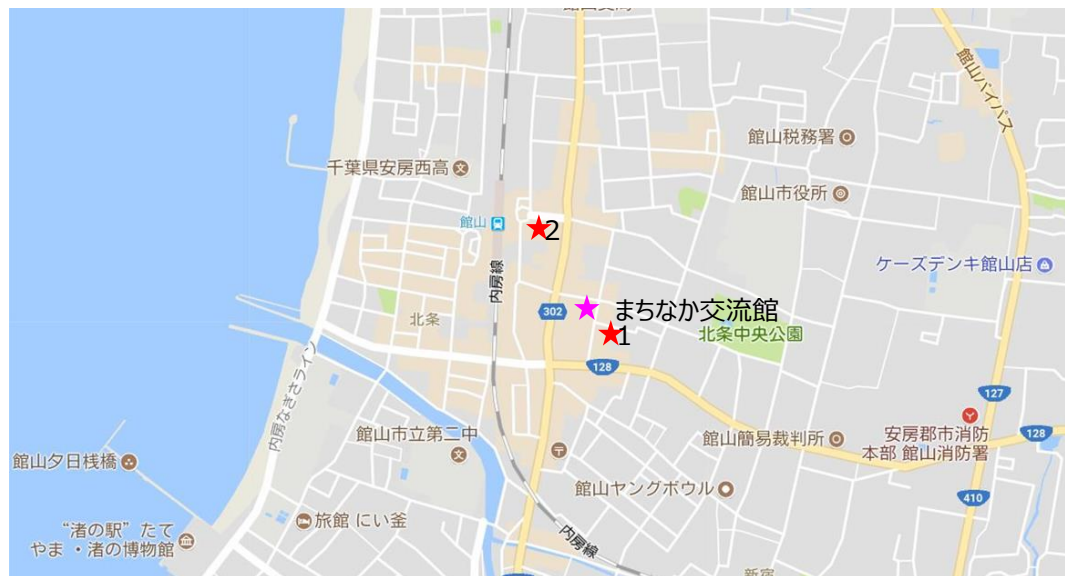 館山バイパス
館山税務署
千葉県安房西高
館山市役所
館山
2
ケーズデンキ館山店
内房線
まちなか交流館
302
北条
1
北条中央公園
128
内房なぎさライン
127
館山市立第二中
館山簡易裁判所
安房郡市消防
本部 館山消防署
128
館山夕日桟橋
館山ヤングボウル
410
旅館 にい釜
“渚の駅” たて
やま ・渚の博物館
内房線